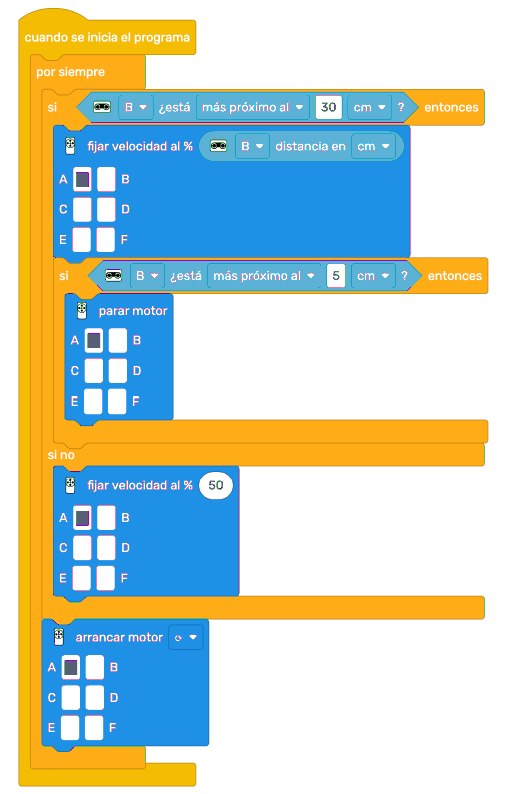 cuando se inicia el programa
por siempre
si B ¿está más próximo al 30 cm ? entonces
fijar velocidad al % B distancia en cm
A B
C D
E F
si B ¿está más próximo al 5 cm ? entonces
parar motor
A B
C D
E F
si no
fijar velocidad al % 50
A B
C D
E F
arrancar motor
A B
C D
E F